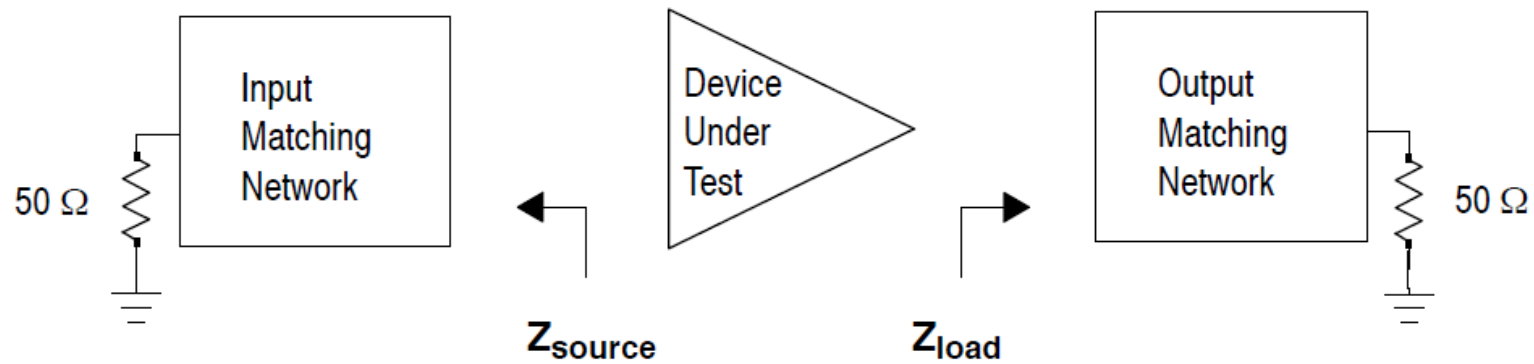 Input
Matching
Network
50 Ω
Device
Under
Test
Output
Matching
Network
50 Ω
Zsource
Zload